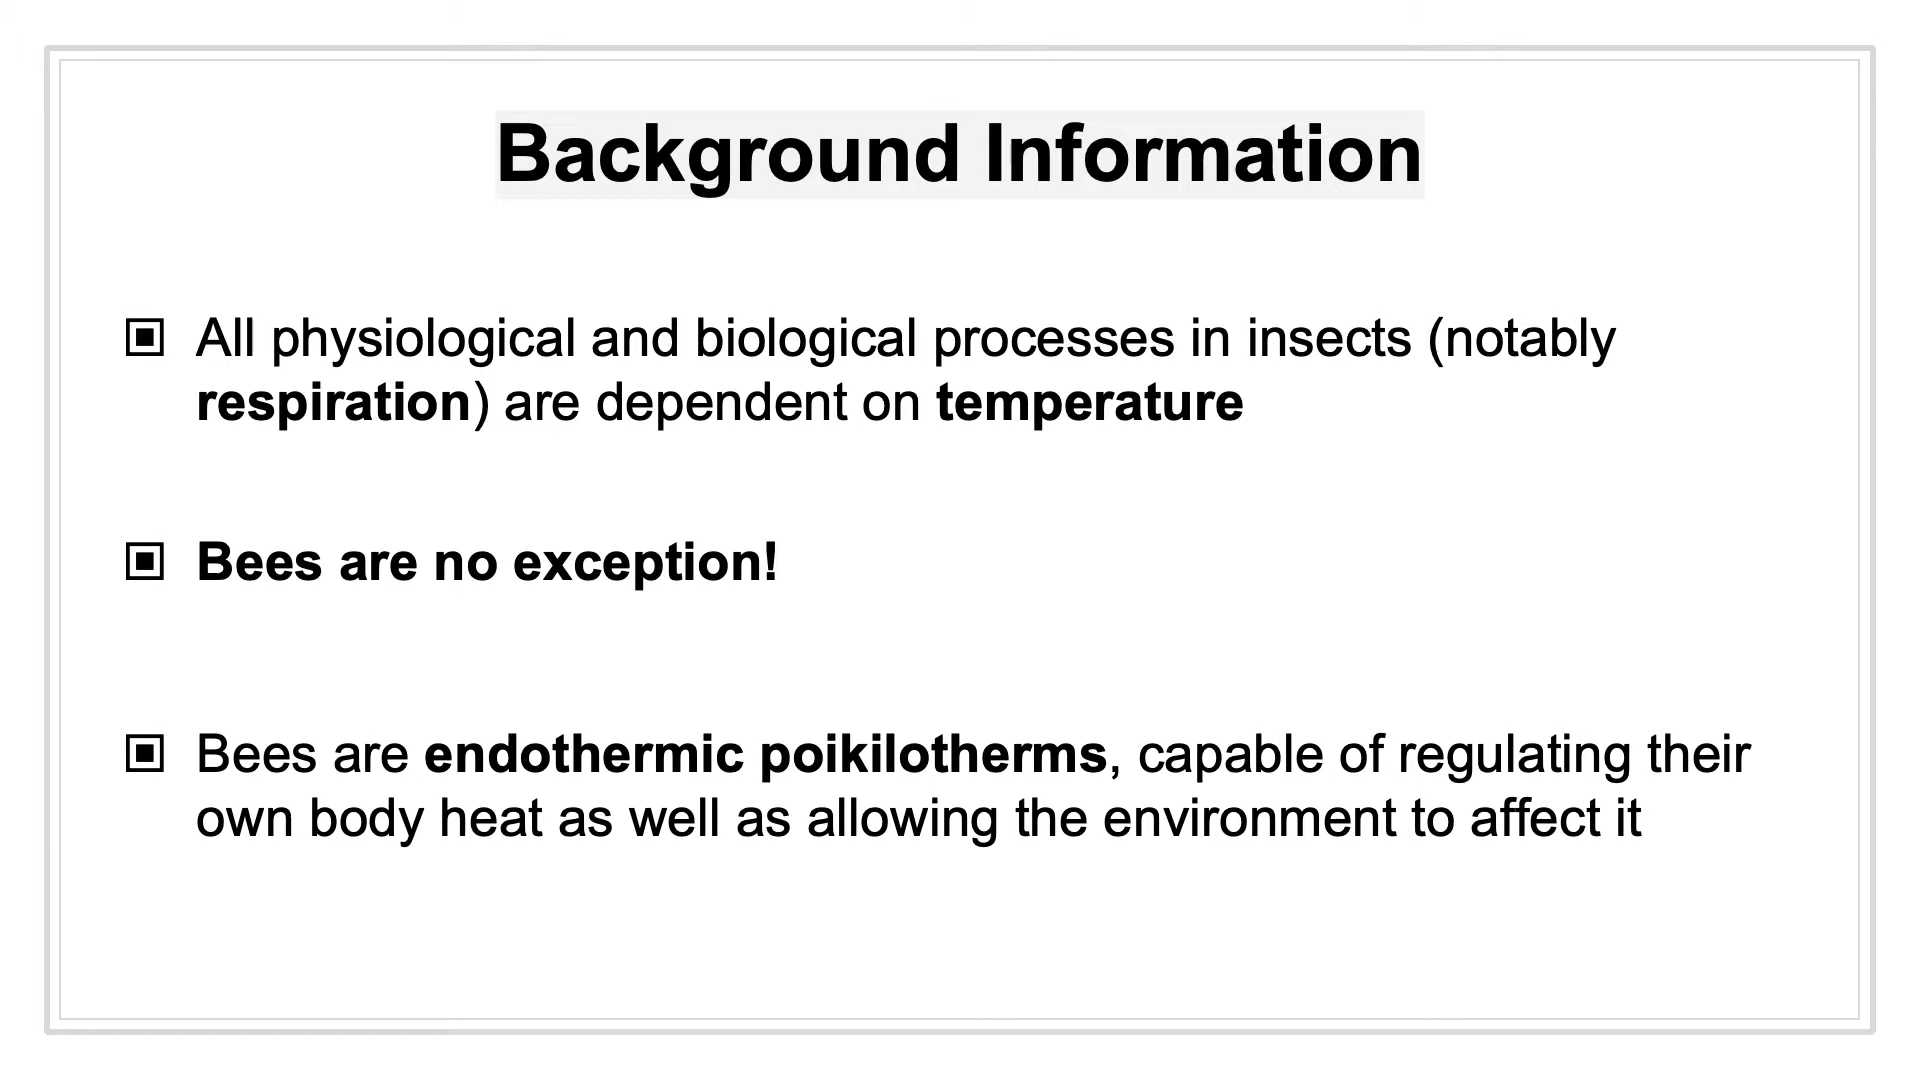 Background Information
All physiological and biological processes in insects (notably
respiration) are dependent on temperature
Bees are no exception!
Bees are endothermic poikilotherms, capable of regulating their
own body heat as well as allowing the environment to affect it